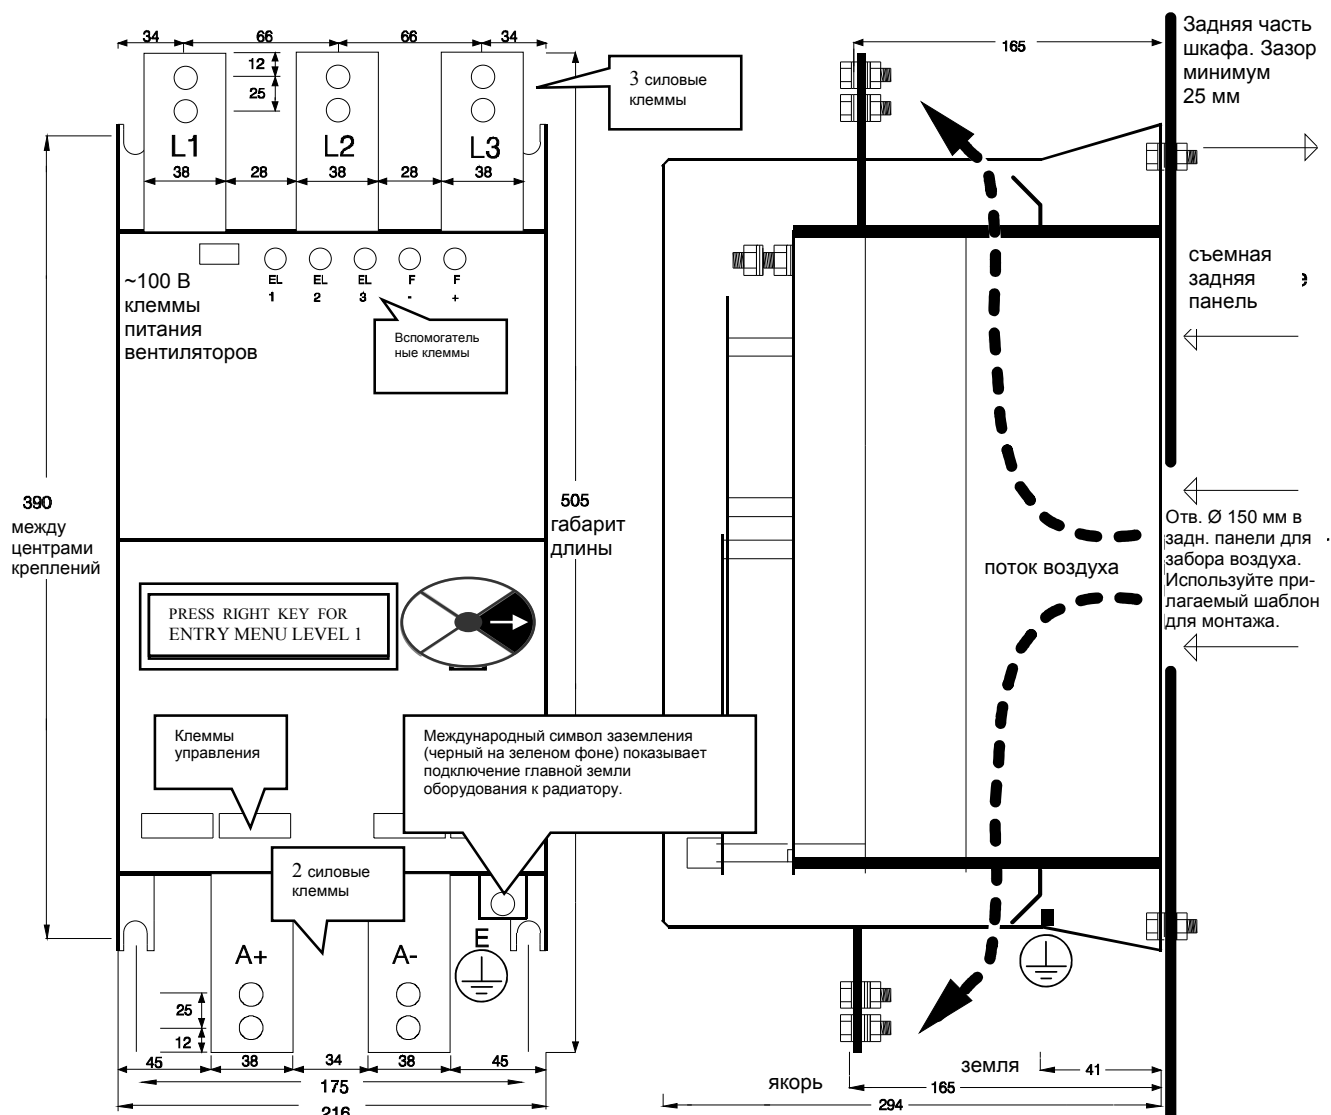 34
66
66
34
12
25
L1
L2
L3
38
28
38
28
38
3 силовые
клеммы
~100 В
клеммы
питания
вентиляторов
EL
1
EL
2
EL
3
F
-
F
+
Вспомогатель
ные клеммы
390
между
центрами
креплений
505
габарит
длины
PRESS RIGHT KEY FOR
ENTRY MENU LEVEL 1
Клеммы
управления
Международный символ заземления
(черный на зеленом фоне) показывает
подключение главной земли
оборудования к радиатору.
2 силовые
клеммы
A+
A-
E
25
12
45
38
34
38
45
175
216
165
Задняя часть
шкафа. Зазор
минимум
25 мм
съемная
задняя
панель
поток воздуха
Отв. Ø 150 мм в
задн. панели для
забора воздуха.
Используйте при-
лагаемый шаблон
для монтажа.
земля
41
якорь
165
294